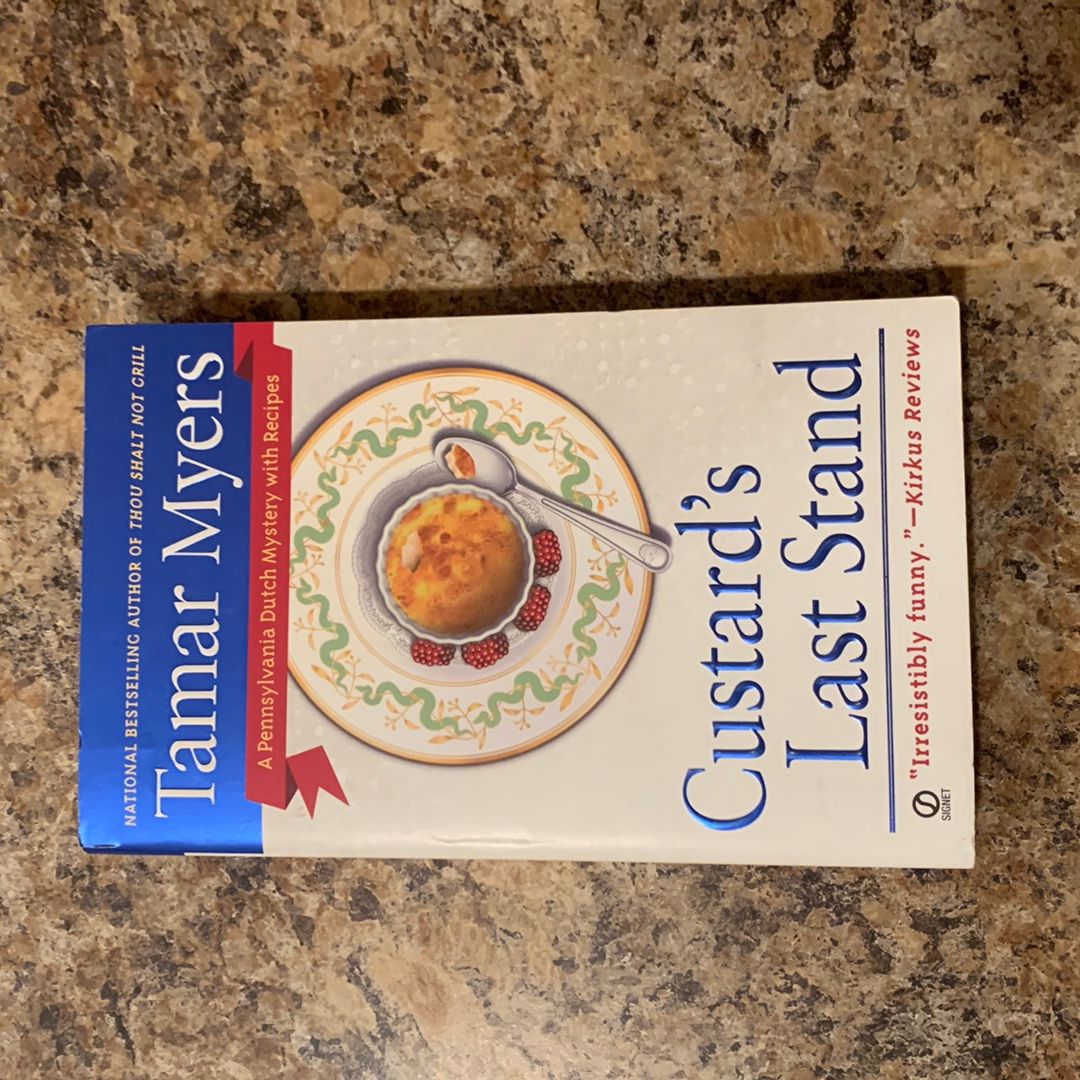 NATIONAL BESTSELLING AUTHOR OF THOU SHALT NOT GRILL
Tamar Myers
A Pennsylvania Dutch Mystery with Recipes
Custard's
Last Stand
"Irresistibly funny."—Kirkus Reviews
SIGNET